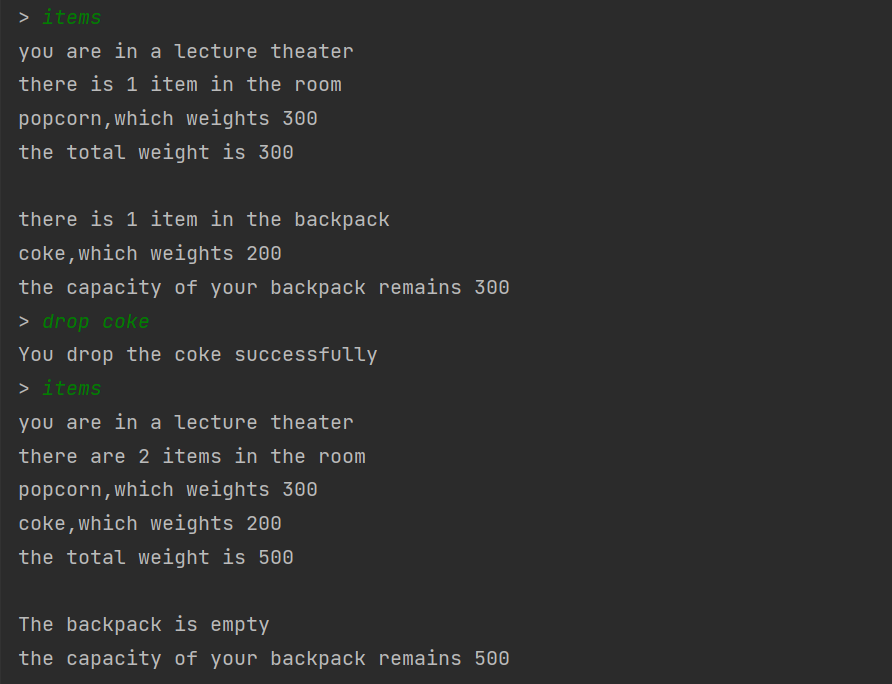 > items
you are in a lecture theater
there is 1 item in the room
popcorn,which weights 300
the total weight is 300
there is 1 item in the backpack
coke,which weights 200
the capacity of your backpack remains 300
> drop coke
You drop the coke successfully
> items
you are in a lecture theater
there are 2 items in the room
popcorn,which weights 300
coke,which weights 200
the total weight is 500
The backpack is empty
the capacity of your backpack remains 500